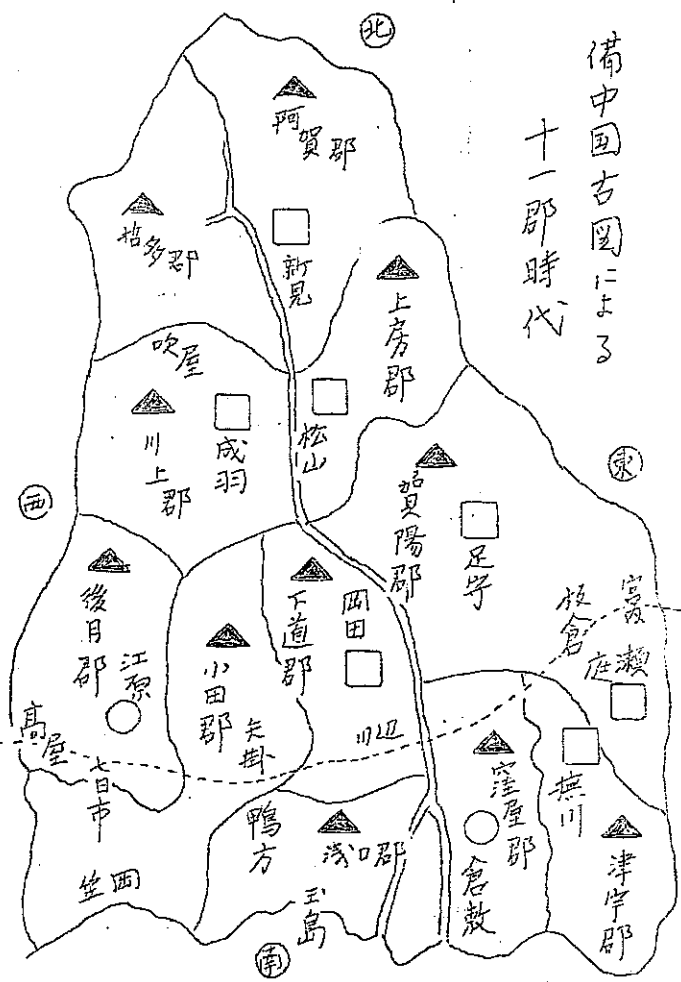 備中国古図による
十一郡時代
北
阿賀郡
哲多郡
新見
上房郡
吹屋
川上郡
成羽
松山
東
西
賀陽郡
足守
後月郡
江原
小田郡
下道郡
岡田
板倉
庭瀬
高屋
七日市
矢掛
川辺
窪屋郡
撫川
笠岡
鴨方
浅口郡
玉島
倉敷
津宇郡
南